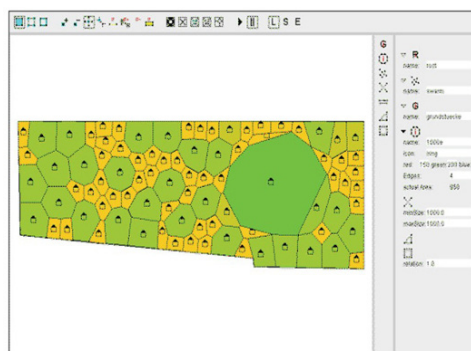 L S E
G
R
name: root
name: swarm
G
name: grundstuecke
name: 1000e
icon: ring
red: 150 green 200 blue
Edges: 4
actual Area: 950
minSize 1000.0
maxSize 1000.0
rotation 1.0